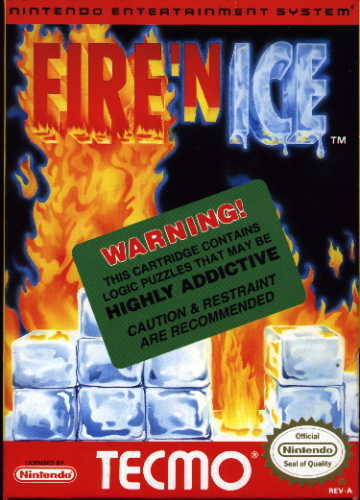 NINTENDO ENTERTAINMENT SYSTEM®
FIRE'N ICE
™
WARNING!
THIS CARTRIDGE CONTAINS
LOGIC PUZZLES THAT MAY BE
HIGHLY ADDICTIVE
CAUTION & RESTRAINT
ARE RECOMMENDED
LICENSED BY
Nintendo®
TECMO®
Official
Nintendo
Seal of Quality
REV-A